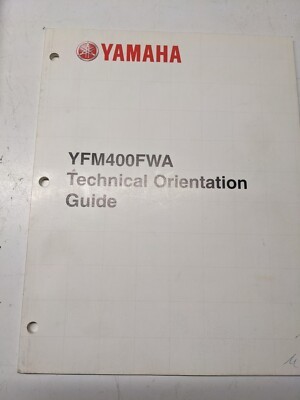 YAMAHA
YFM400FWA
Technical Orientation
Guide